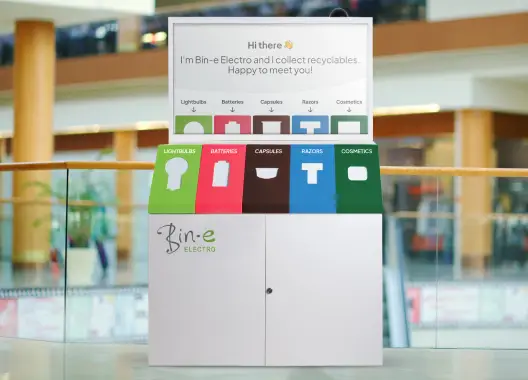 Hi there 👋
I'm Bin-e Electro and i collect recyclables.
Happy to meet you!
Lightbulbs Batteries Capsules Razors Cosmetics
↓ ↓ ↓ ↓ ↓
LIGHTBULBS BATTERIES CAPSULES RAZORS COSMETICS
Bin-e
ELECTRO